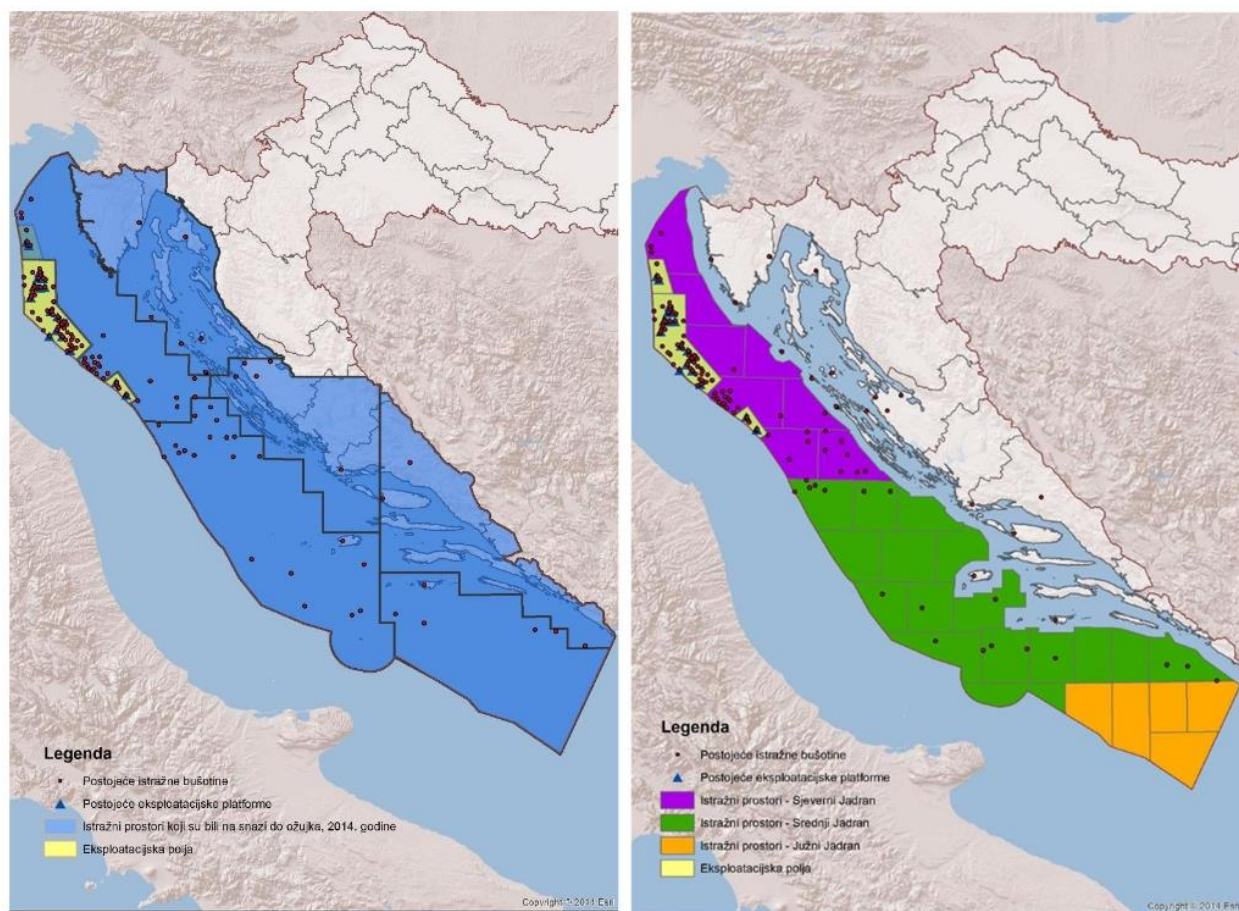 Legenda
Postojeće istražne bušotine
Postojeće eksploatacijske platforme
Istražni prostori koji su bili na snazi do ožujka, 2014. godine
Eksploatacijska polja
Copyright © 2014 Esri
Legenda
Postojeće istražne bušotine
Postojeće eksploatacijske platforme
Istražni prostori - Sjeverni Jadran
Istražni prostori - Srednji Jadran
Istražni prostori - Južni Jadran
Eksploatacijska polja
Copyright © 2014 Esri